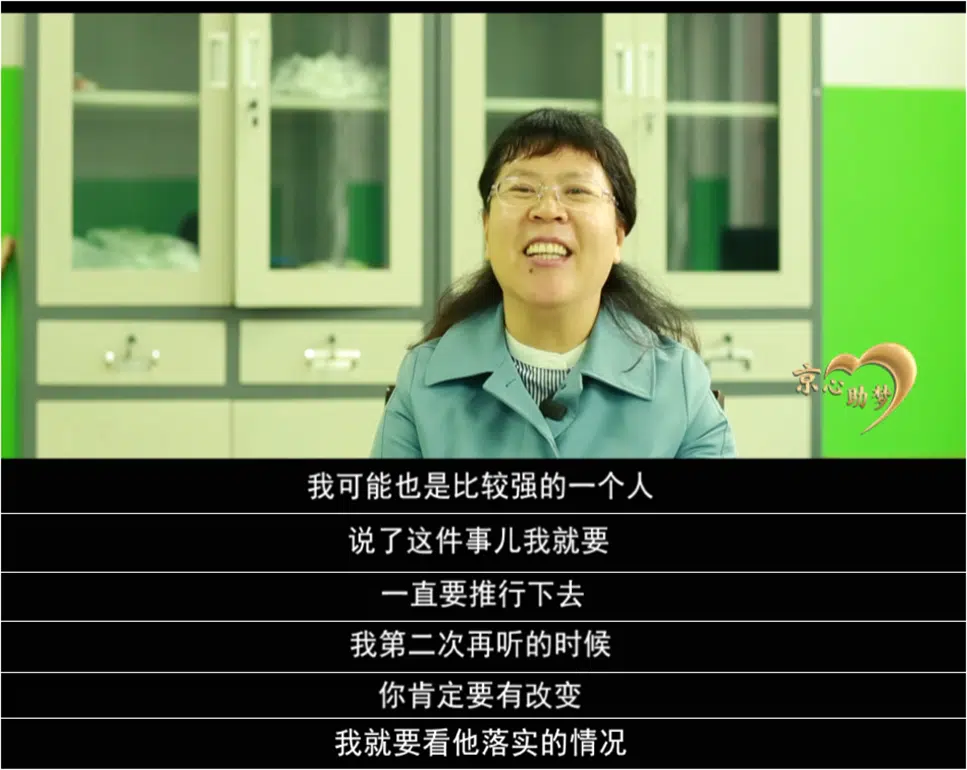 京心助梦
我可能也是比较强的一个人
说了这件事儿我就要
一直要推行下去
我第二次再听的时候
你肯定要有改变
我就要看他落实的情况